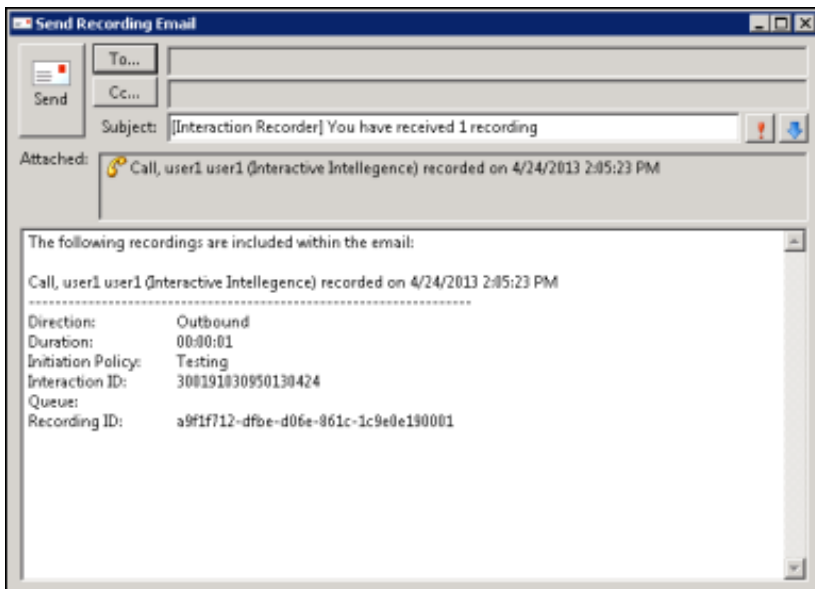 Send Recording Email
To...
Send
Cc...
Subject: [Interaction Recorder] You have received 1 recording
Attached:
Call, user1 user1 (Interactive Intellegence) recorded on 4/24/2013 2:05:23 PM
The following recordings are included within the email:
Call, user1 user1 (Interactive Intellegence) recorded on 4/24/2013 2:05:23 PM
--------------------------------------------------------------------
Direction: Outbound
Duration: 00:00:01
Initiation Policy: Testing
Interaction ID: 300191030950130424
Queue:
Recording ID: a9f1f712-dfbe-d06e-861c-1c9e0e190001